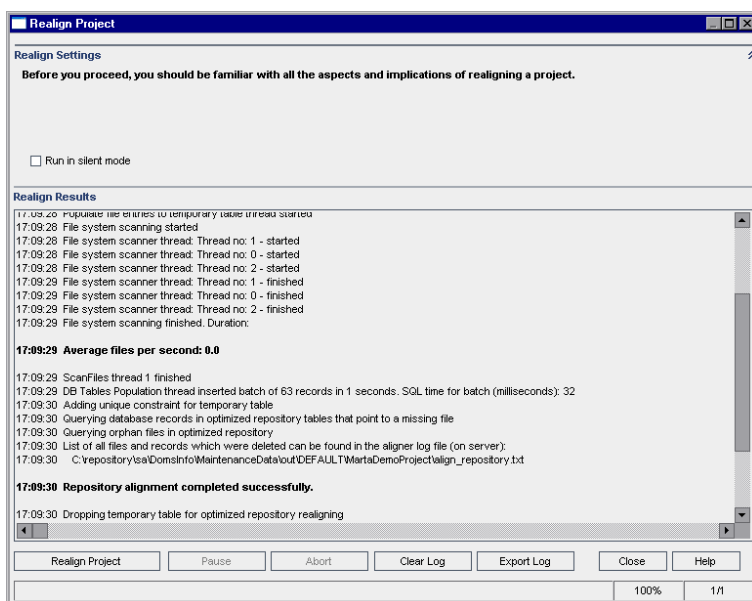 Realign Project
Realign Settings
Before you proceed, you should be familiar with all the aspects and implications of realigning a project.
Run in silent mode
Realign Results
17:09:28 Populate file entries to temporary table thread started
17:09:28 File system scanning started
17:09:28 File system scanner thread: Thread no: 1 - started
17:09:28 File system scanner thread: Thread no: 0 - started
17:09:28 File system scanner thread: Thread no: 2 - started
17:09:29 File system scanner thread: Thread no: 1 - finished
17:09:29 File system scanner thread: Thread no: 0 - finished
17:09:29 File system scanner thread: Thread no: 2 - finished
17:09:29 File system scanning finished. Duration:
17:09:29 Average files per second: 0.0
17:09:29 ScanFiles thread 1 finished
17:09:29 DB Tables Population thread inserted batch of 63 records in 1 seconds. SQL time for batch (milliseconds): 32
17:09:30 Adding unique constraint for temporary table
17:09:30 Querying database records in optimized repository tables that point to a missing file
17:09:30 Querying orphan files in optimized repository
17:09:30 List of all files and records which were deleted can be found in the aligner log file (on server):
17:09:30 C:\repository\sa\DomsInfo\MaintenanceData\out\DEFAULT\MartaDemoProject\align_repository.txt
17:09:30 Repository alignment completed successfully.
17:09:30 Dropping temporary table for optimized repository realigning
Realign Project Pause Abort Clear Log Export Log Close Help
100% 1/1